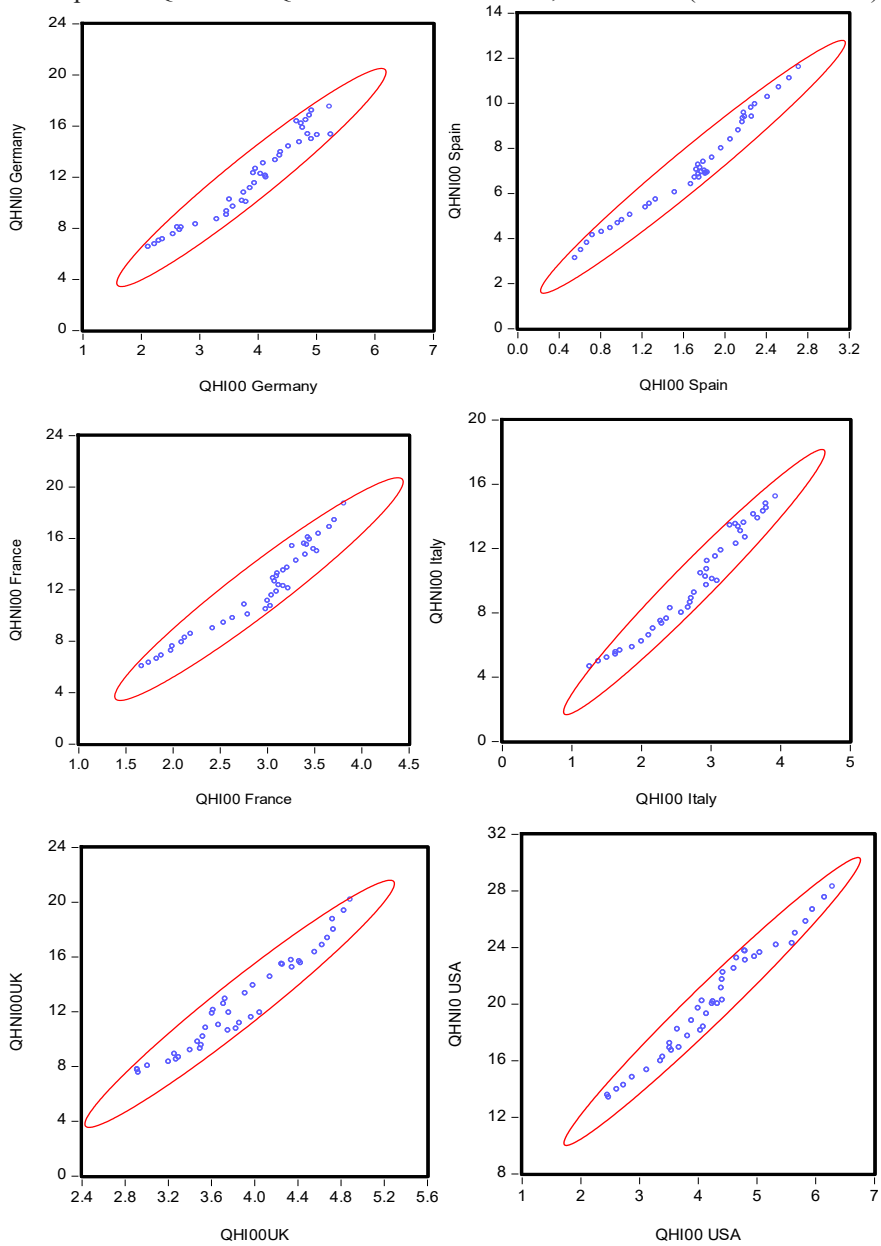 24
20
16
12
8
4
0
QHNI0 Germany
1 2 3 4 5 6 7
QHI00 Germany
14
12
10
8
6
4
2
0
QHNI00 Spain
0.0 0.4 0.8 1.2 1.6 2.0 2.4 2.8 3.2
QHI00 Spain
24
20
16
12
8
4
0
QHNI00 France
1.0 1.5 2.0 2.5 3.0 3.5 4.0 4.5
QHI00 France
20
16
12
8
4
0
QHNI00 Italy
0 1 2 3 4 5
QHI00 Italy
24
20
16
12
8
4
0
QHNI00UK
2.4 2.8 3.2 3.6 4.0 4.4 4.8 5.2 5.6
QHI00UK
32
28
24
20
16
12
8
QHNI0 USA
1 2 3 4 5 6 7
QHI00 USA